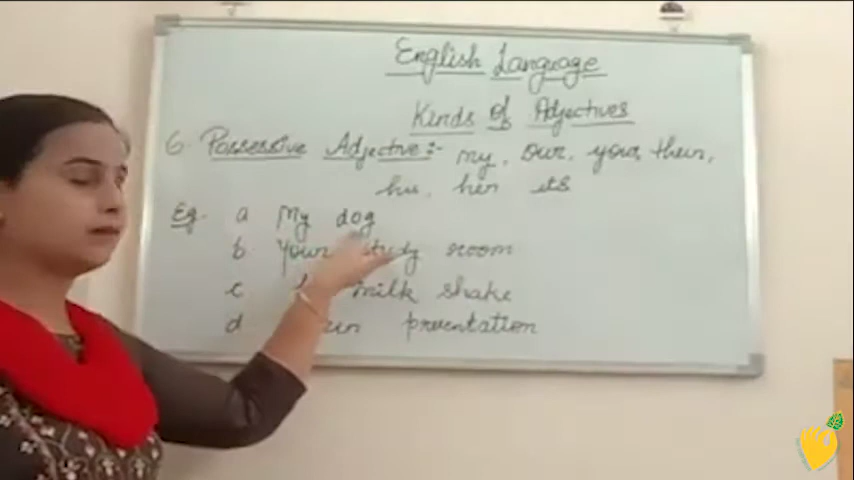 English Language
Kinds of Adjectives
6. Possessive Adjective:- my, our, your, their,
his, her its
Eg. a My dog
b Your study room
c milk shake
d presentation